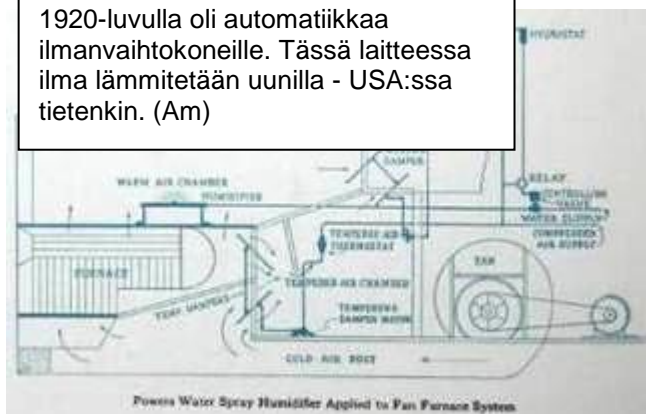 1920-luvulla oli automatiikkaa
ilmanvaihtokoneille. Tässä laitteessa
ilma lämmitetään uunilla - USA:ssa
tietenkin. (Am)
HYGROSTAT
DAMPER
WARM AIR CHAMBER
HUMIDIFIER
RELAY
CONTROLLING
VALVE
WATER SUPPLY
COMPRESSED
AIR SUPPLY
TEMPERED AIR
THERMOSTAT
FAN
FURNACE
TEMPERED AIR CHAMBER
TEMP. DAMPERS
TEMPERING
DAMPER MOTOR
COLD AIR DUCT
Powers Water Spray Humidifier Applied to Fan Furnace System